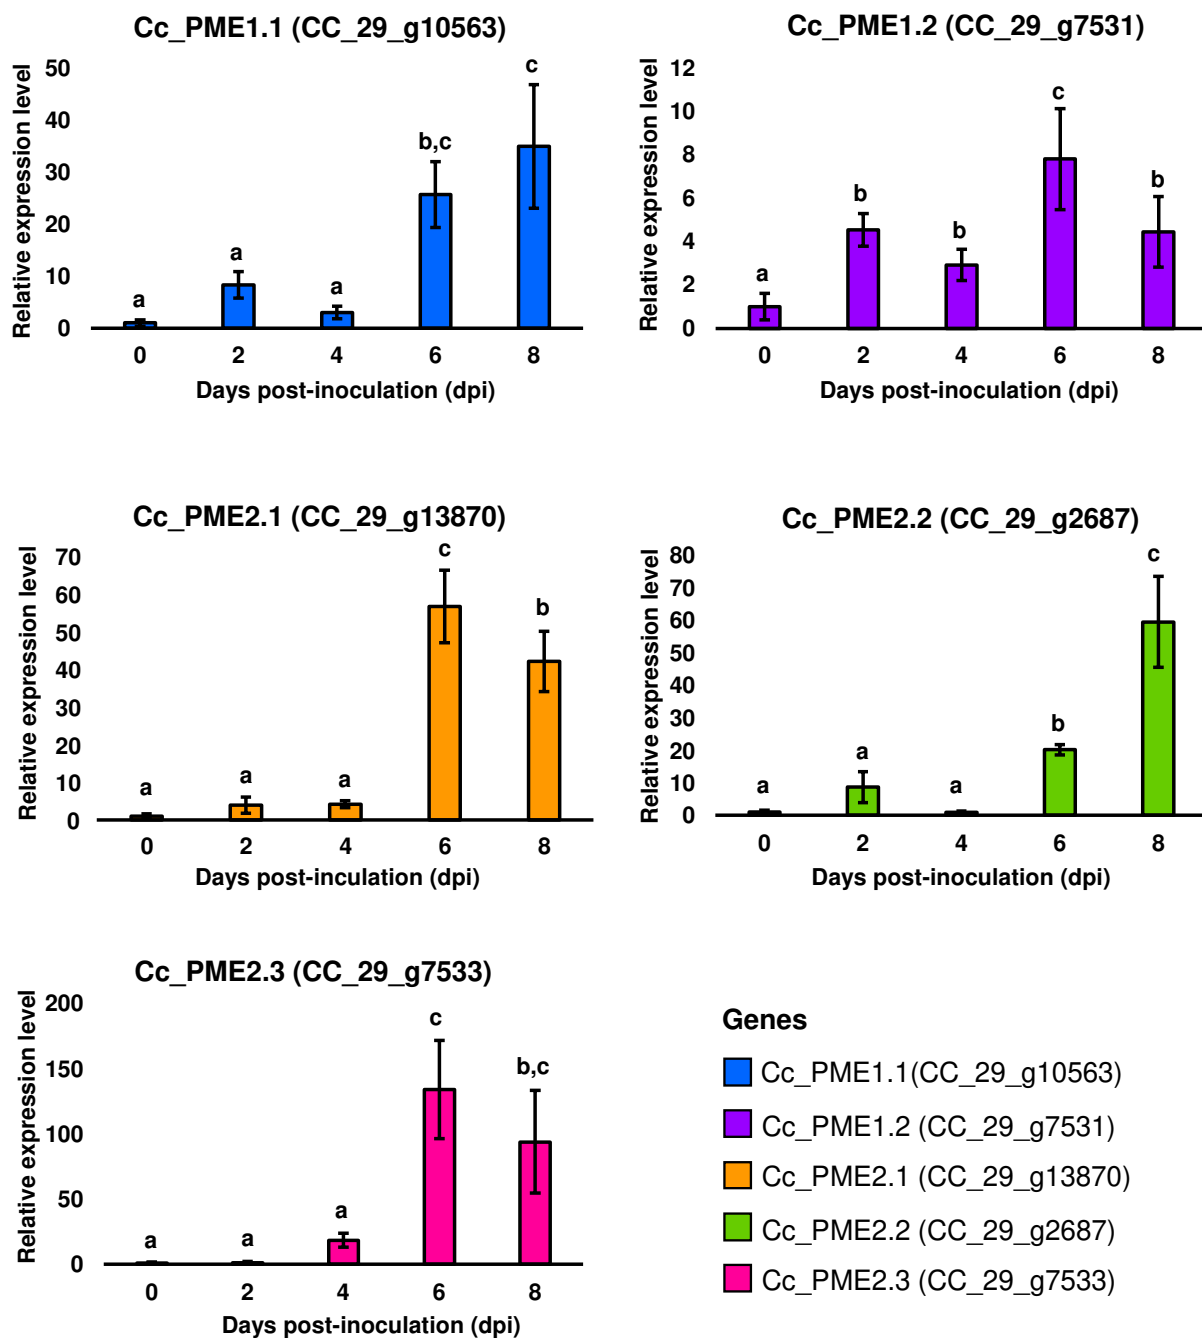 Cc_PME1.1 (CC_29_g10563)
Relative expression level
50
40
30
20
10
0
a
a
a
b,c
c
0 2 4 6 8
Days post-inoculation (dpi)
Cc_PME1.2 (CC_29_g7531)
Relative expression level
12
10
8
6
4
2
0
a
b
b
c
b
0 2 4 6 8
Days post-inoculation (dpi)
Cc_PME2.1 (CC_29_g13870)
Relative expression level
70
60
50
40
30
20
10
0
a
a
a
c
b
0 2 4 6 8
Days post-inculation (dpi)
Cc_PME2.2 (CC_29_g2687)
Relative expression level
80
70
60
50
40
30
20
10
0
a
a
a
b
c
0 2 4 6 8
Days post-inoculation (dpi)
Cc_PME2.3 (CC_29_g7533)
Relative expression level
200
150
100
50
0
a
a
a
c
b,c
0 2 4 6 8
Days post-inoculation (dpi)
Genes
Cc_PME1.1(CC_29_g10563)
Cc_PME1.2 (CC_29_g7531)
Cc_PME2.1 (CC_29_g13870)
Cc_PME2.2 (CC_29_g2687)
Cc_PME2.3 (CC_29_g7533)